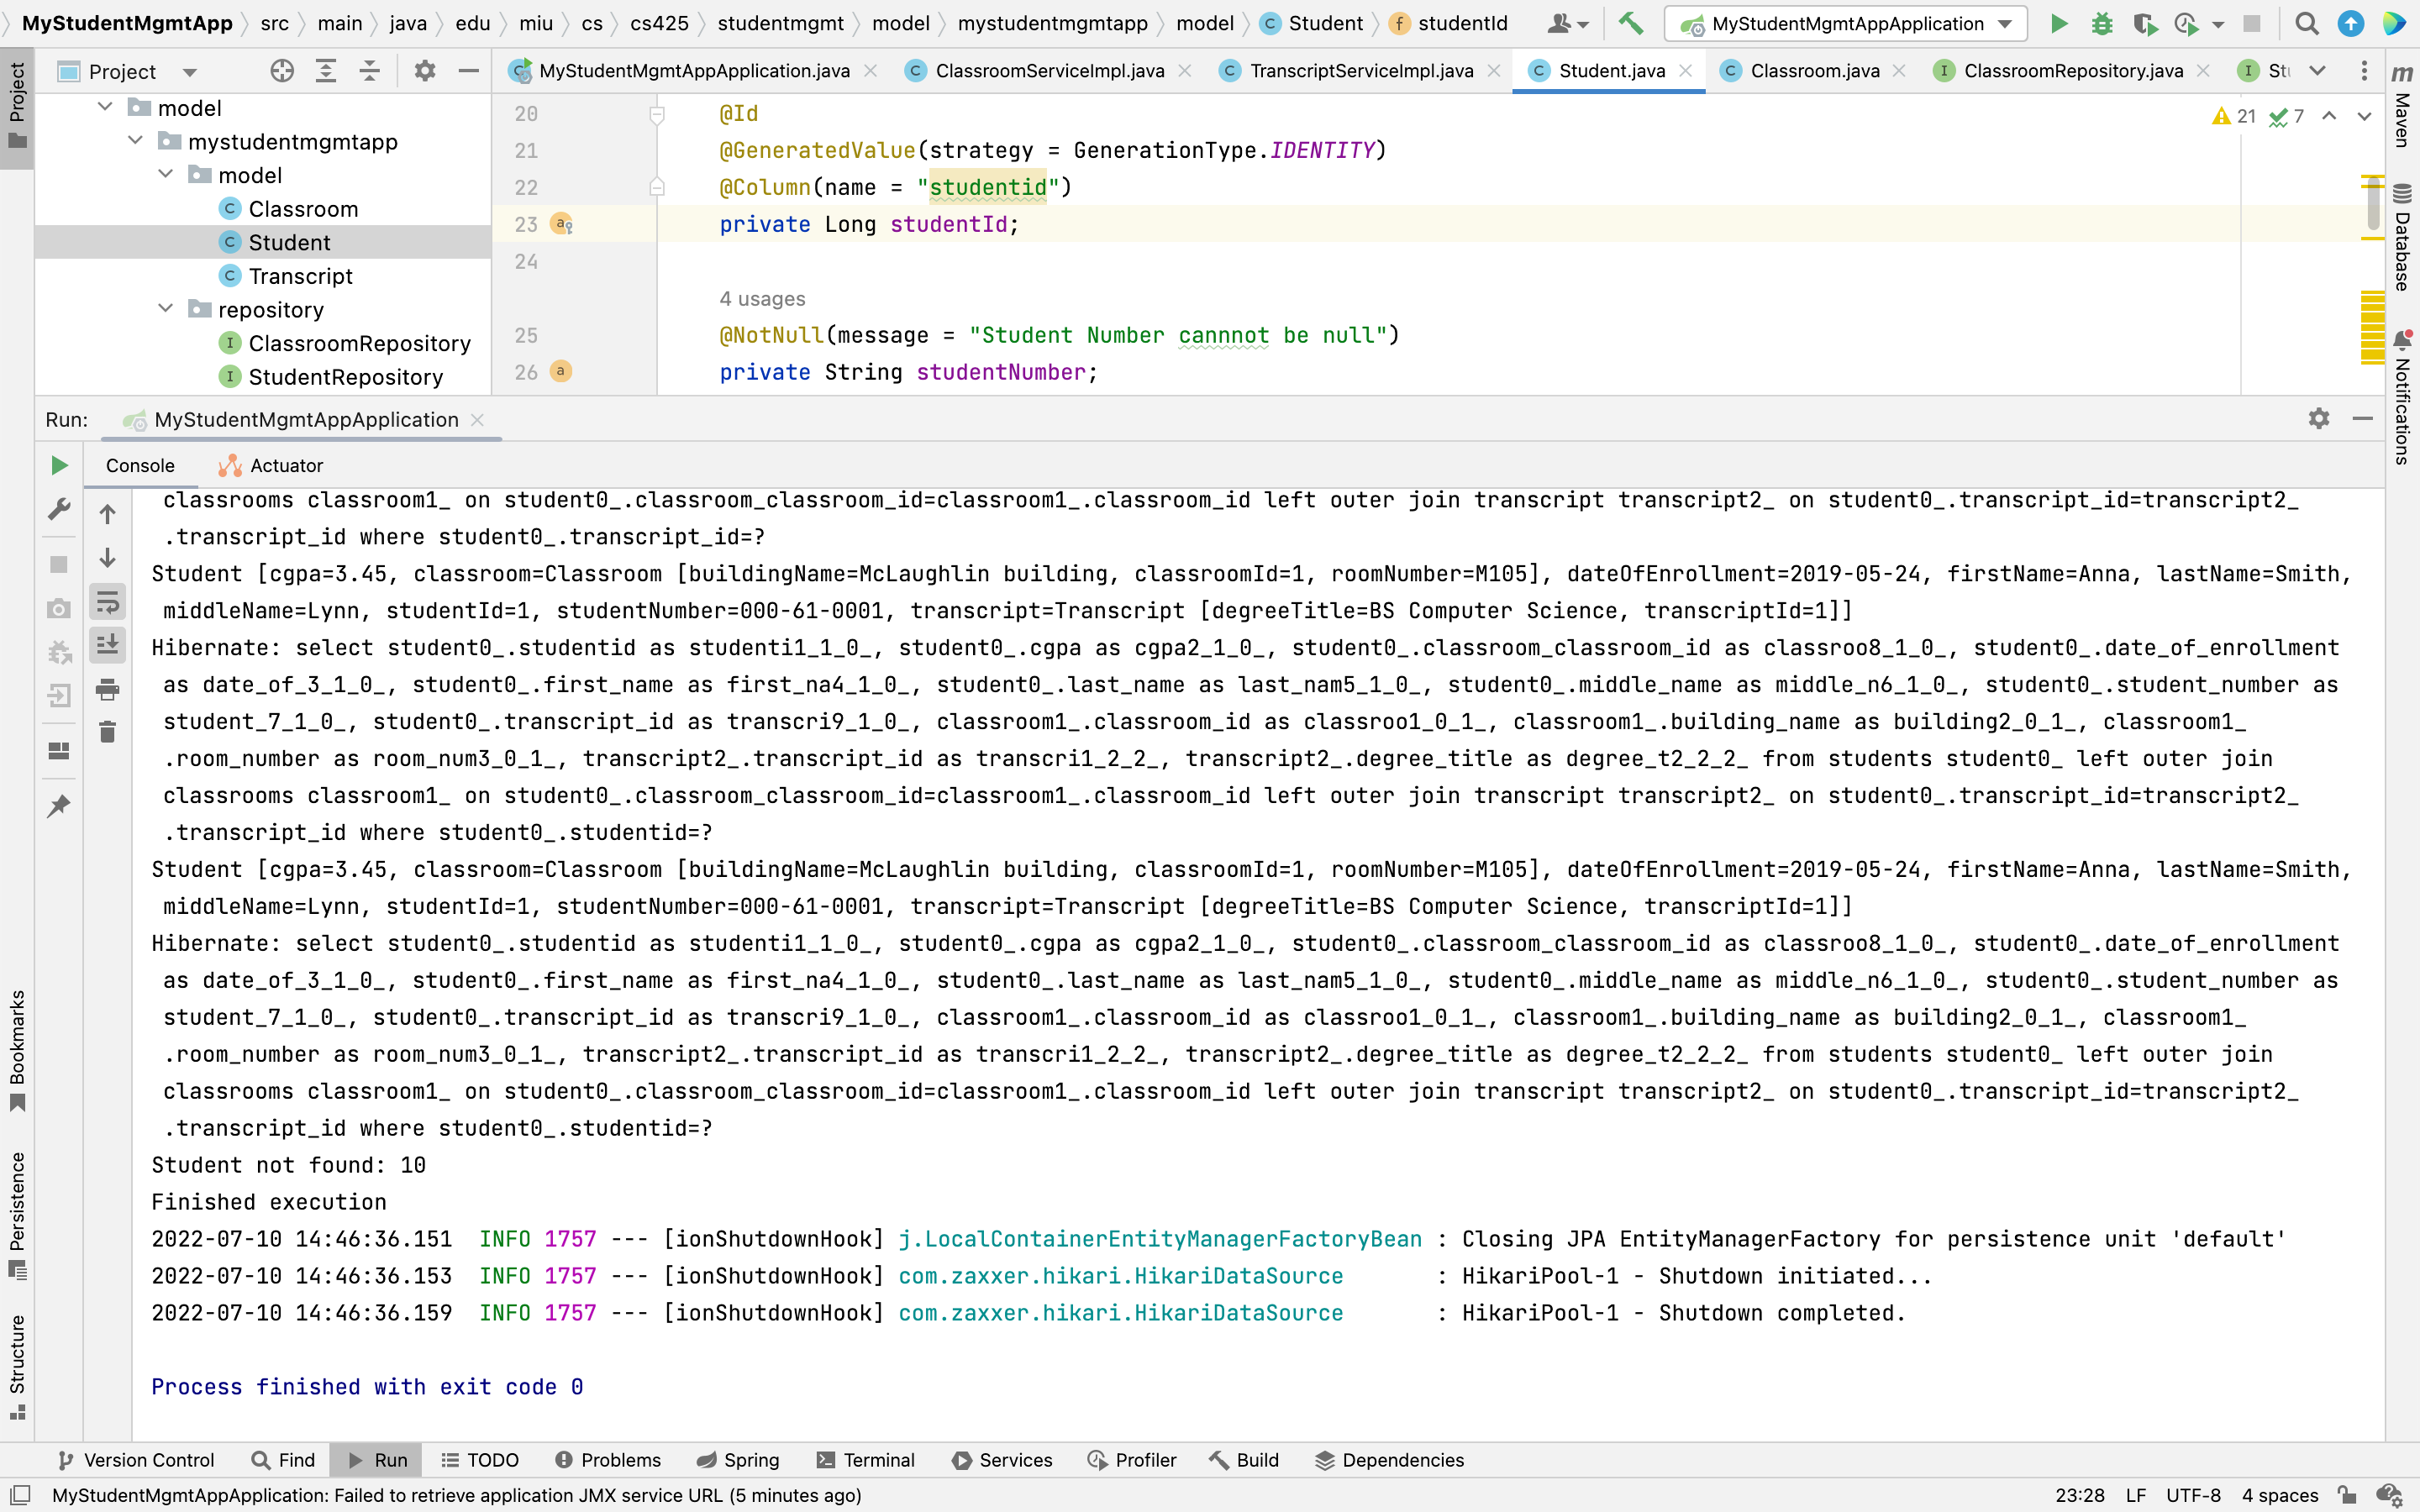 MyStudentMgmtApp src main java edu miu cs cs425 studentmgmt model mystudentmgmtapp model C Student f studentId MyStudentMgmtAppApplication
Project
MyStudentMgmtAppApplication.java ClassroomServiceImpl.java TranscriptServiceImpl.java Student.java Classroom.java ClassroomRepository.java
model
mystudentmgmtapp
model
C Classroom
C Student
C Transcript
repository
I ClassroomRepository
I StudentRepository
20 @Id
21 @GeneratedValue(strategy = GenerationType.IDENTITY)
22 @Column(name = "studentid")
23 private Long studentId;
24
4 usages
25 @NotNull(message = "Student Number cannnot be null")
26 private String studentNumber;
21 7
Project
Bookmarks
Persistence
Structure
Maven
Database
Notifications
Run: MyStudentMgmtAppApplication
Console Actuator
classrooms classroom1_ on student0_.classroom_classroom_id=classroom1_.classroom_id left outer join transcript transcript2_ on student0_.transcript_id=transcript2_
.transcript_id where student0_.transcript_id=?
Student [cgpa=3.45, classroom=Classroom [buildingName=McLaughlin building, classroomId=1, roomNumber=M105], dateOfEnrollment=2019-05-24, firstName=Anna, lastName=Smith,
middleName=Lynn, studentId=1, studentNumber=000-61-0001, transcript=Transcript [degreeTitle=BS Computer Science, transcriptId=1]]
Hibernate: select student0_.studentid as studenti1_1_0_, student0_.cgpa as cgpa2_1_0_, student0_.classroom_classroom_id as classroo8_1_0_, student0_.date_of_enrollment
as date_of_3_1_0_, student0_.first_name as first_na4_1_0_, student0_.last_name as last_nam5_1_0_, student0_.middle_name as middle_n6_1_0_, student0_.student_number as
student_7_1_0_, student0_.transcript_id as transcri9_1_0_, classroom1_.classroom_id as classroo1_0_1_, classroom1_.building_name as building2_0_1_, classroom1_
.room_number as room_num3_0_1_, transcript2_.transcript_id as transcri1_2_2_, transcript2_.degree_title as degree_t2_2_2_ from students student0_ left outer join
classrooms classroom1_ on student0_.classroom_classroom_id=classroom1_.classroom_id left outer join transcript transcript2_ on student0_.transcript_id=transcript2_
.transcript_id where student0_.studentid=?
Student [cgpa=3.45, classroom=Classroom [buildingName=McLaughlin building, classroomId=1, roomNumber=M105], dateOfEnrollment=2019-05-24, firstName=Anna, lastName=Smith,
middleName=Lynn, studentId=1, studentNumber=000-61-0001, transcript=Transcript [degreeTitle=BS Computer Science, transcriptId=1]]
Hibernate: select student0_.studentid as studenti1_1_0_, student0_.cgpa as cgpa2_1_0_, student0_.classroom_classroom_id as classroo8_1_0_, student0_.date_of_enrollment
as date_of_3_1_0_, student0_.first_name as first_na4_1_0_, student0_.last_name as last_nam5_1_0_, student0_.middle_name as middle_n6_1_0_, student0_.student_number as
student_7_1_0_, student0_.transcript_id as transcri9_1_0_, classroom1_.classroom_id as classroo1_0_1_, classroom1_.building_name as building2_0_1_, classroom1_
.room_number as room_num3_0_1_, transcript2_.transcript_id as transcri1_2_2_, transcript2_.degree_title as degree_t2_2_2_ from students student0_ left outer join
classrooms classroom1_ on student0_.classroom_classroom_id=classroom1_.classroom_id left outer join transcript transcript2_ on student0_.transcript_id=transcript2_
.transcript_id where student0_.studentid=?
Student not found: 10
Finished execution
2022-07-10 14:46:36.151 INFO 1757 --- [ionShutdownHook] j.LocalContainerEntityManagerFactoryBean : Closing JPA EntityManagerFactory for persistence unit 'default'
2022-07-10 14:46:36.153 INFO 1757 --- [ionShutdownHook] com.zaxxer.hikari.HikariDataSource : HikariPool-1 - Shutdown initiated...
2022-07-10 14:46:36.159 INFO 1757 --- [ionShutdownHook] com.zaxxer.hikari.HikariDataSource : HikariPool-1 - Shutdown completed.
Process finished with exit code 0
Version Control Find Run TODO Problems Spring Terminal Services Profiler Build Dependencies
MyStudentMgmtAppApplication: Failed to retrieve application JMX service URL (5 minutes ago) 23:28 LF UTF-8 4 spaces